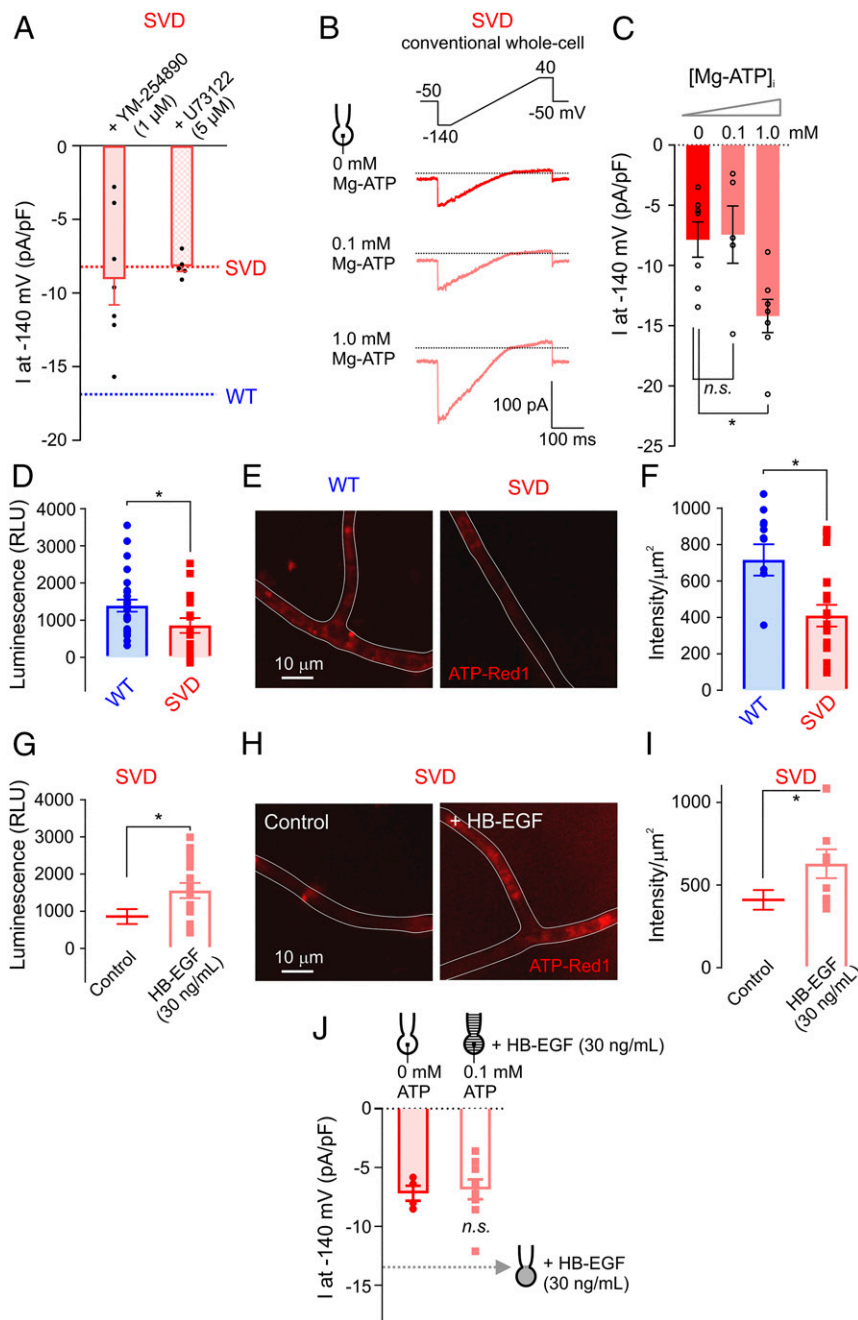 A
SVD
+ YM-254890
(1 µM)
+ U73122
(5 µM)
I at -140 mV (pA/pF)
0
-5
-10
-15
-20
SVD
WT
B
SVD
conventional whole-cell
-50
40
-140
-50 mV
0 mM
Mg-ATP
0.1 mM
Mg-ATP
1.0 mM
Mg-ATP
100 pA
100 ms
C
[Mg-ATP]i
0 0.1 1.0 mM
I at -140 mV (pA/pF)
0
-5
-10
-15
-20
-25
n.s.
*
D
Luminescence (RLU)
4000
3000
2000
1000
0
*
WT
SVD
E
WT
SVD
10 µm
ATP-Red1
F
Intensity/µm²
1000
800
600
400
200
0
*
WT
SVD
G
SVD
Luminescence (RLU)
4000
3000
2000
1000
0
*
Control
HB-EGF
(30 ng/mL)
H
SVD
Control
+ HB-EGF
10 µm
ATP-Red1
I
SVD
Intensity/µm²
1000
500
0
*
Control
HB-EGF
(30 ng/mL)
J
+ HB-EGF (30 ng/mL)
0 mM
ATP
0.1 mM
ATP
I at -140 mV (pA/pF)
0
-5
-10
-15
n.s.
+ HB-EGF
(30 ng/mL)